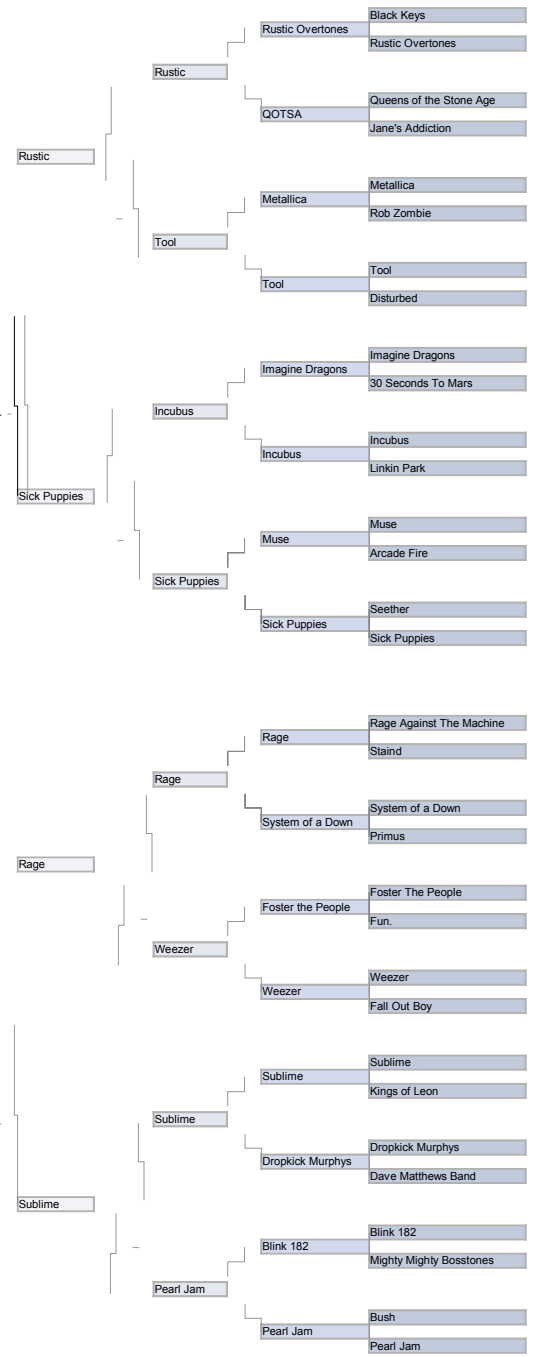 Black Keys
Rustic Overtones
Rustic Overtones
Rustic
Queens of the Stone Age
QOTSA
Jane's Addiction
Rustic
Metallica
Metallica
Rob Zombie
Tool
Tool
Tool
Disturbed
Imagine Dragons
Imagine Dragons
30 Seconds To Mars
Incubus
Incubus
Incubus
Linkin Park
Sick Puppies
Muse
Muse
Arcade Fire
Sick Puppies
Seether
Sick Puppies
Sick Puppies
Rage Against The Machine
Rage
Staind
Rage
System of a Down
System of a Down
Primus
Rage
Foster The People
Foster the People
Fun.
Weezer
Weezer
Weezer
Fall Out Boy
Sublime
Sublime
Kings of Leon
Sublime
Dropkick Murphys
Dropkick Murphys
Dave Matthews Band
Sublime
Blink 182
Blink 182
Mighty Mighty Bosstones
Pearl Jam
Bush
Pearl Jam
Pearl Jam